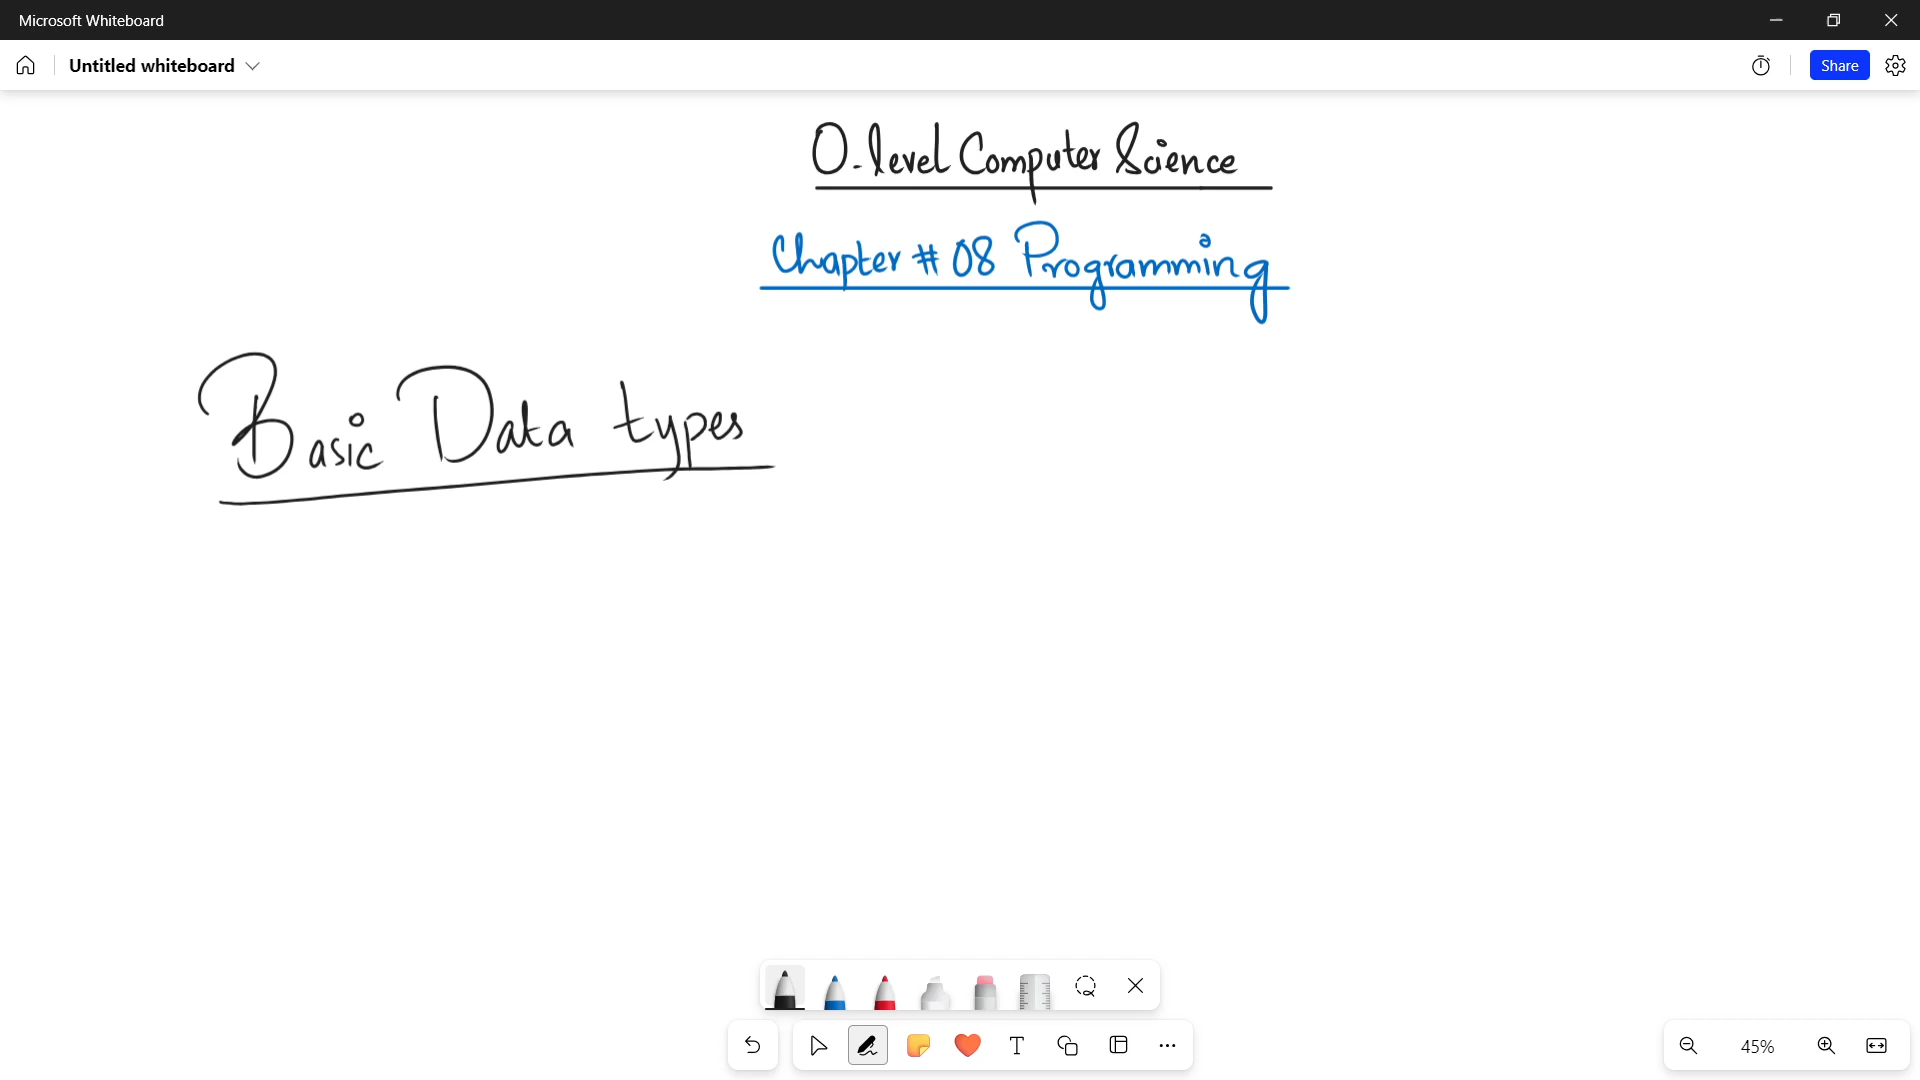 Microsoft Whiteboard
Untitled whiteboard
Share
O-level Computer Science
Chapter # 08 Programming
Basic Data types
45%